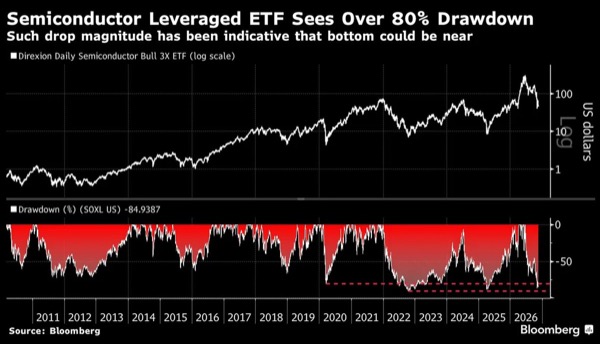 Semiconductor Leveraged ETF Sees Over 80% Drawdown
Such drop magnitude has been indicative that bottom could be near
Direxion Daily Semiconductor Bull 3X ETF (log scale)
100
10
1
US dollars
Log
Drawdown (%) (SOXL US) -84.9387
0
-50
2011 2012 2013 2014 2015 2016 2017 2018 2019 2020 2021 2022 2023 2024 2025 2026
Source: Bloomberg
Bloomberg